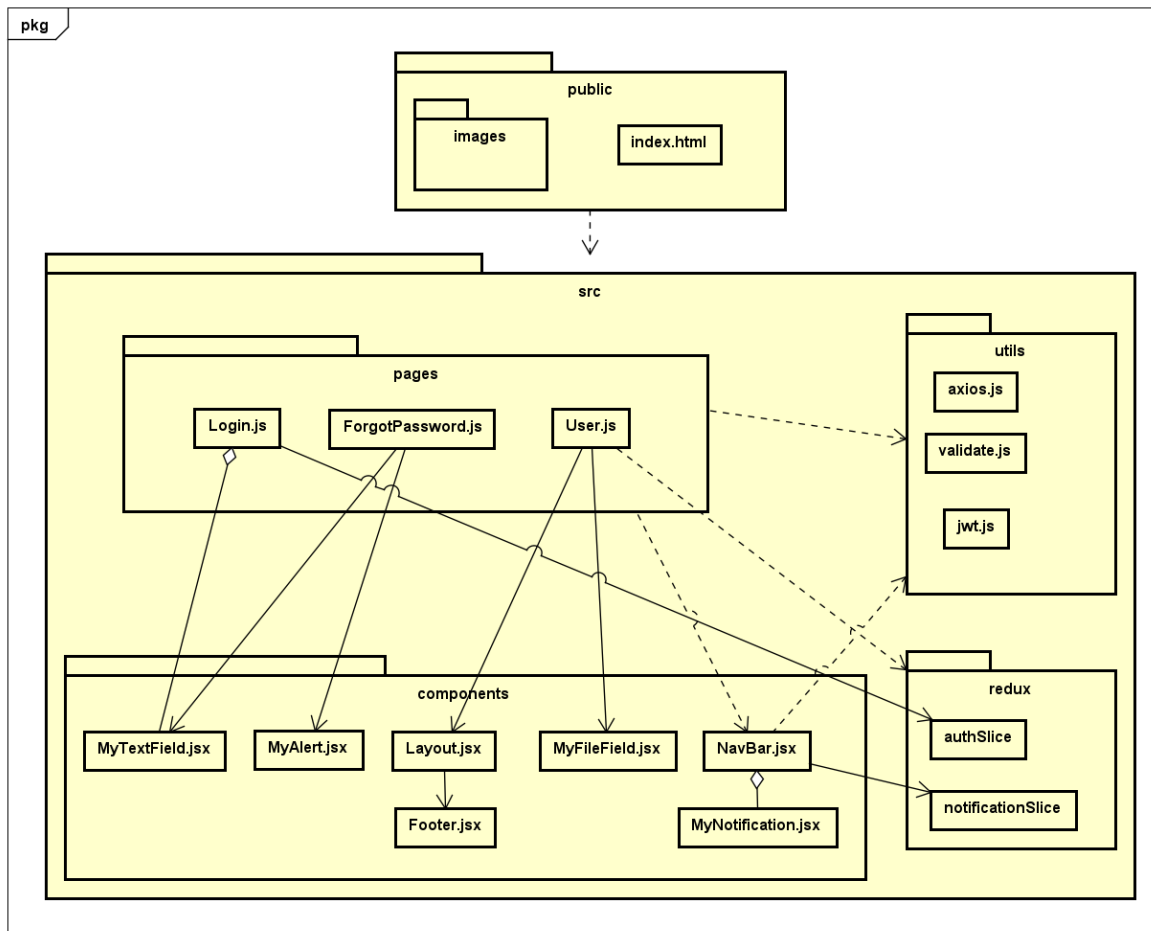 pkg
public
images
index.html
src
pages
Login.js
ForgotPassword.js
User.js
utils
axios.js
validate.js
jwt.js
components
MyTextField.jsx
MyAlert.jsx
Layout.jsx
MyFileField.jsx
NavBar.jsx
Footer.jsx
MyNotification.jsx
redux
authSlice
notificationSlice